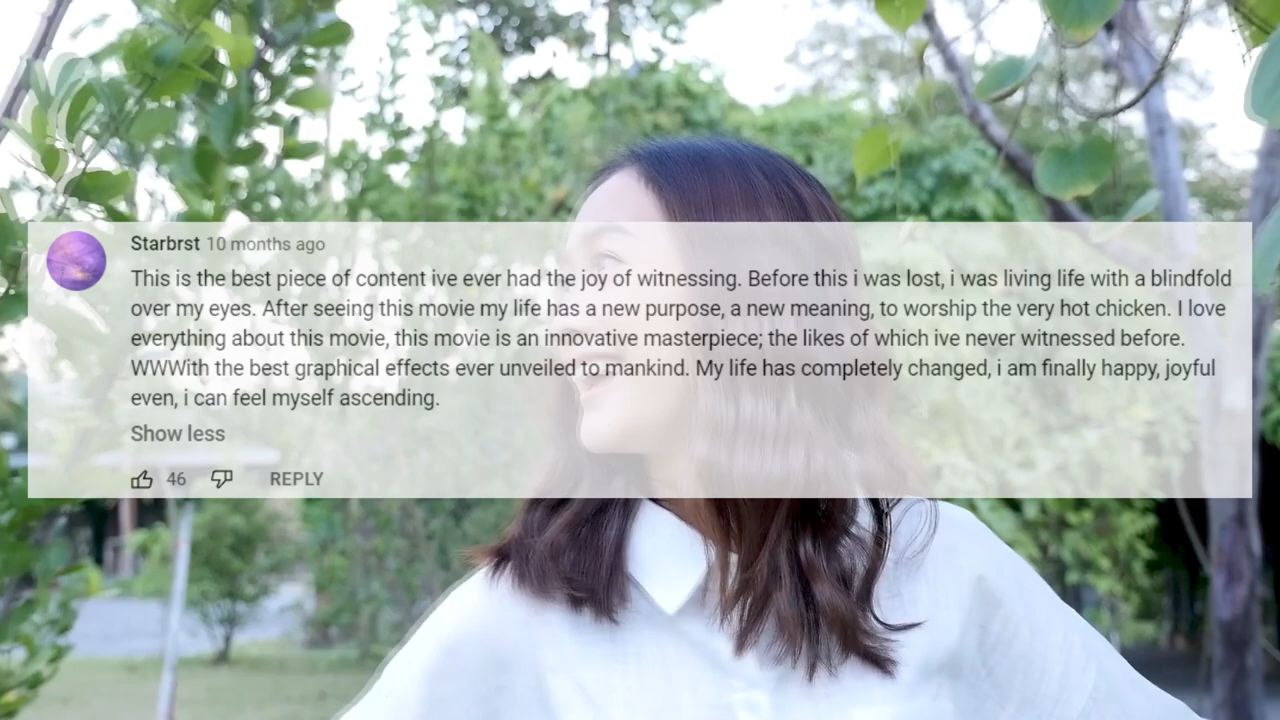 Starbrst 10 months ago
This is the best piece of content ive ever had the joy of witnessing. Before this i was lost, i was living life with a blindfold
over my eyes. After seeing this movie my life has a new purpose, a new meaning, to worship the very hot chicken. I love
everything about this movie, this movie is an innovative masterpiece; the likes of which ive never witnessed before.
WWWith the best graphical effects ever unveiled to mankind. My life has completely changed, i am finally happy, joyful
even, i can feel myself ascending.
Show less
46 REPLY